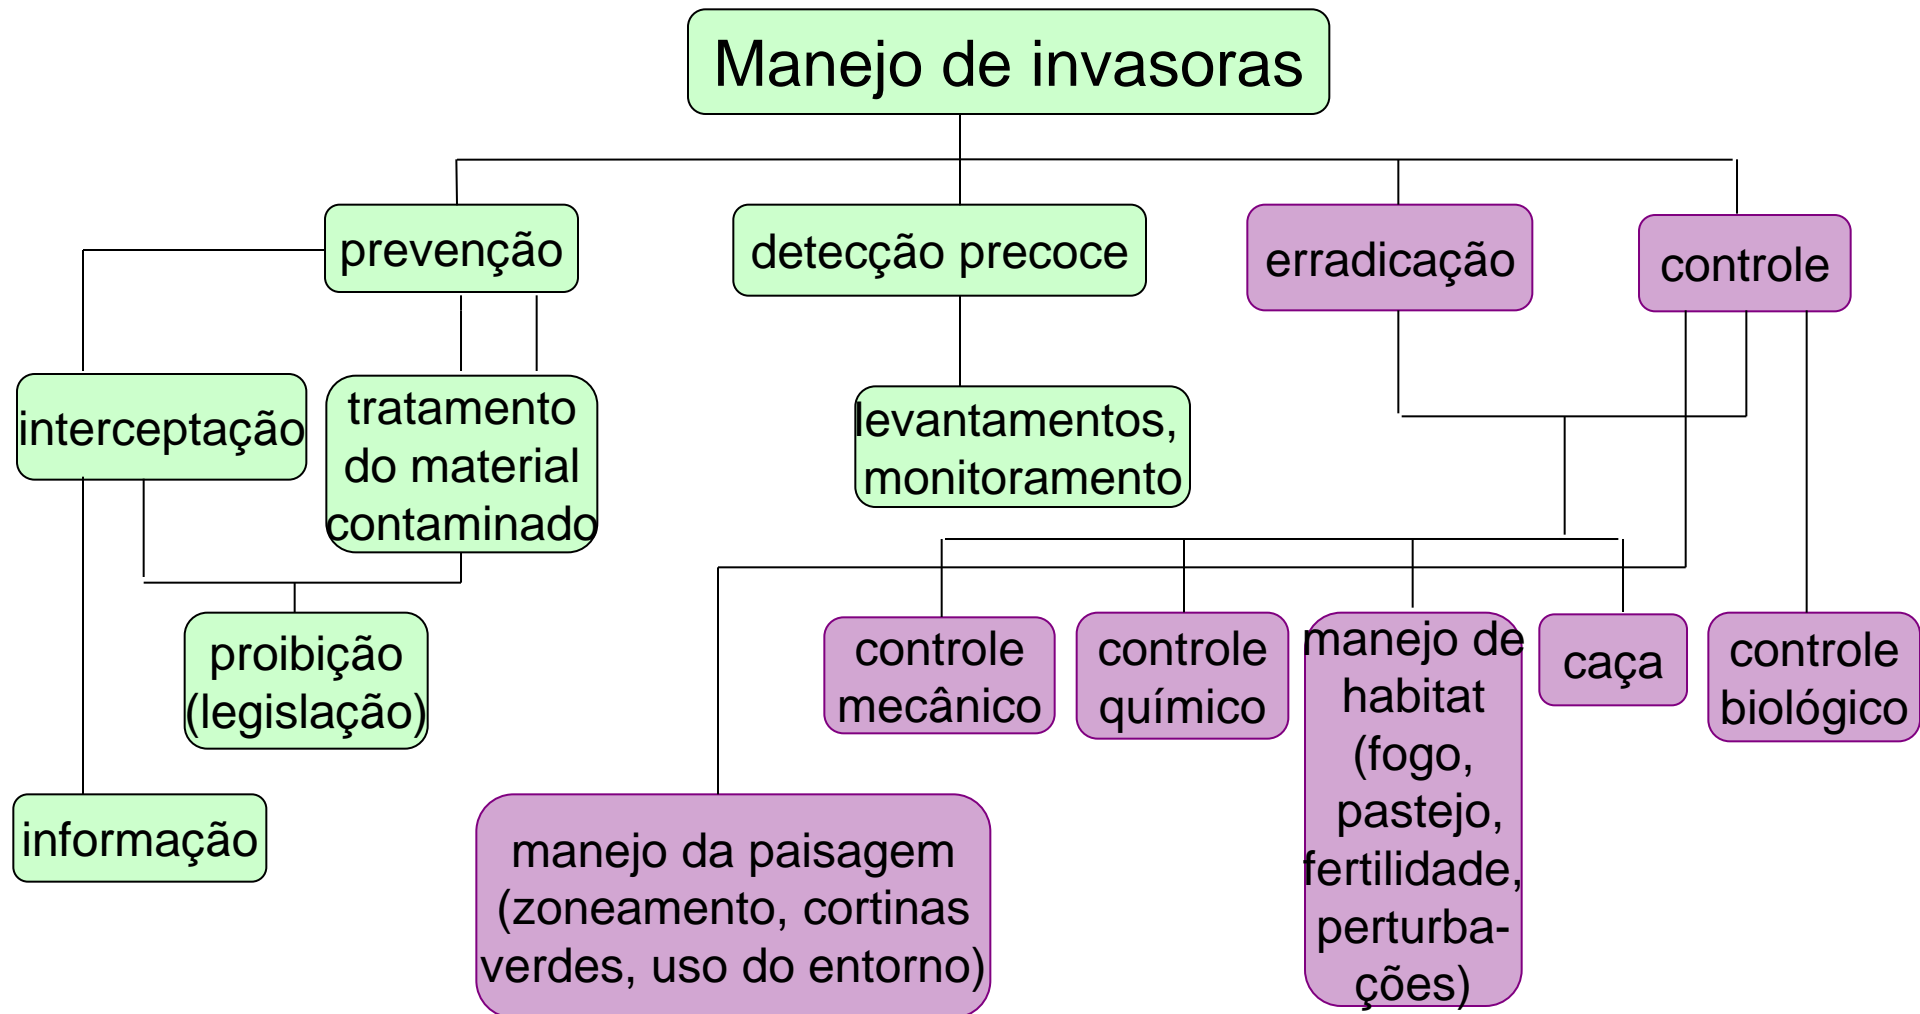 Manejo de invasoras
prevenção
detecção precoce
erradicação
controle
interceptação
tratamento
do material
contaminado
levantamentos,
monitoramento
proibição
(legislação)
controle
mecânico
controle
químico
manejo de
habitat
(fogo,
pastejo,
fertilidade,
perturba-
ções)
caça
controle
biológico
informação
manejo da paisagem
(zoneamento, cortinas
verdes, uso do entorno)